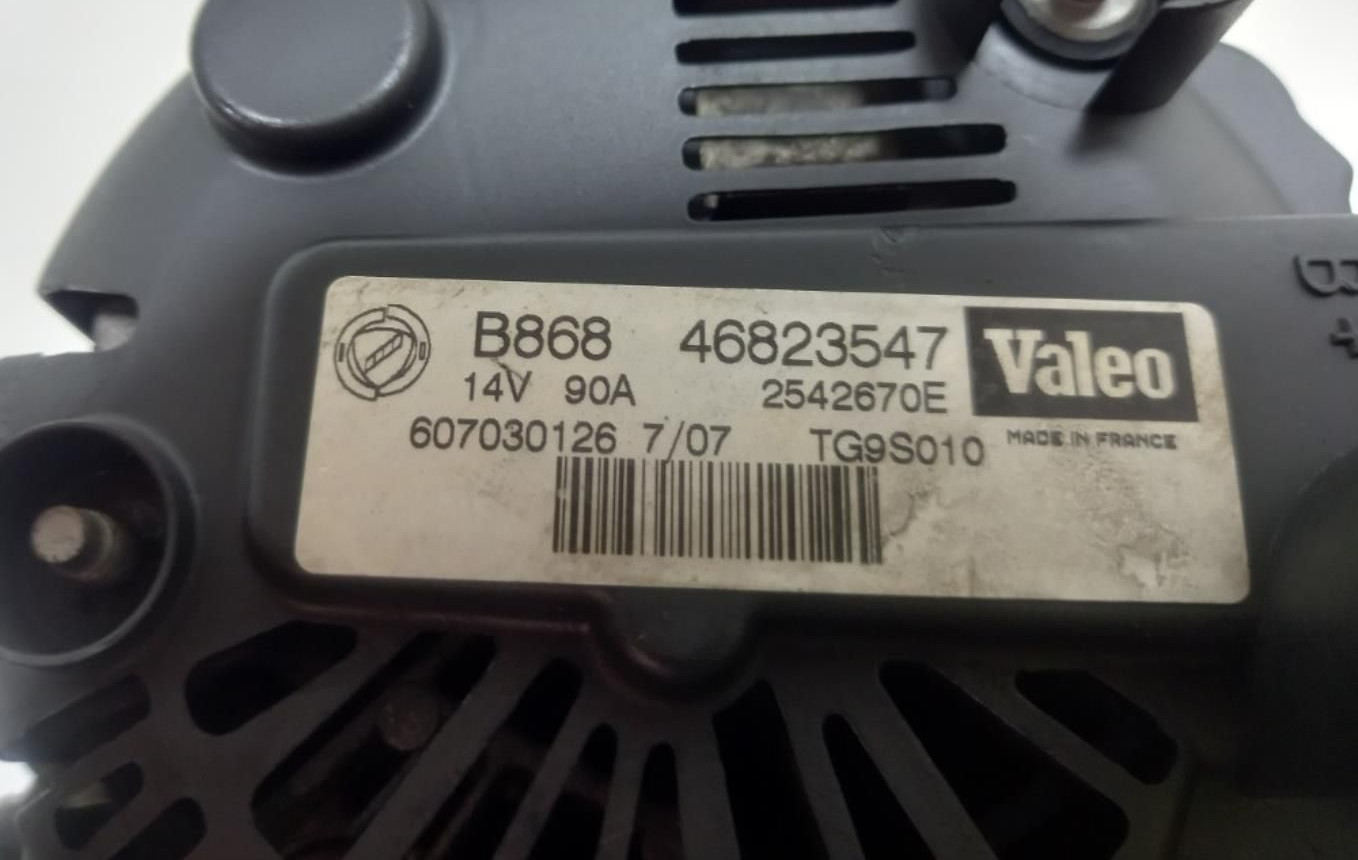 B868 46823547 Valeo
14V 90A 2542670E
607030126 7/07 TG9S010 MADE IN FRANCE
B+